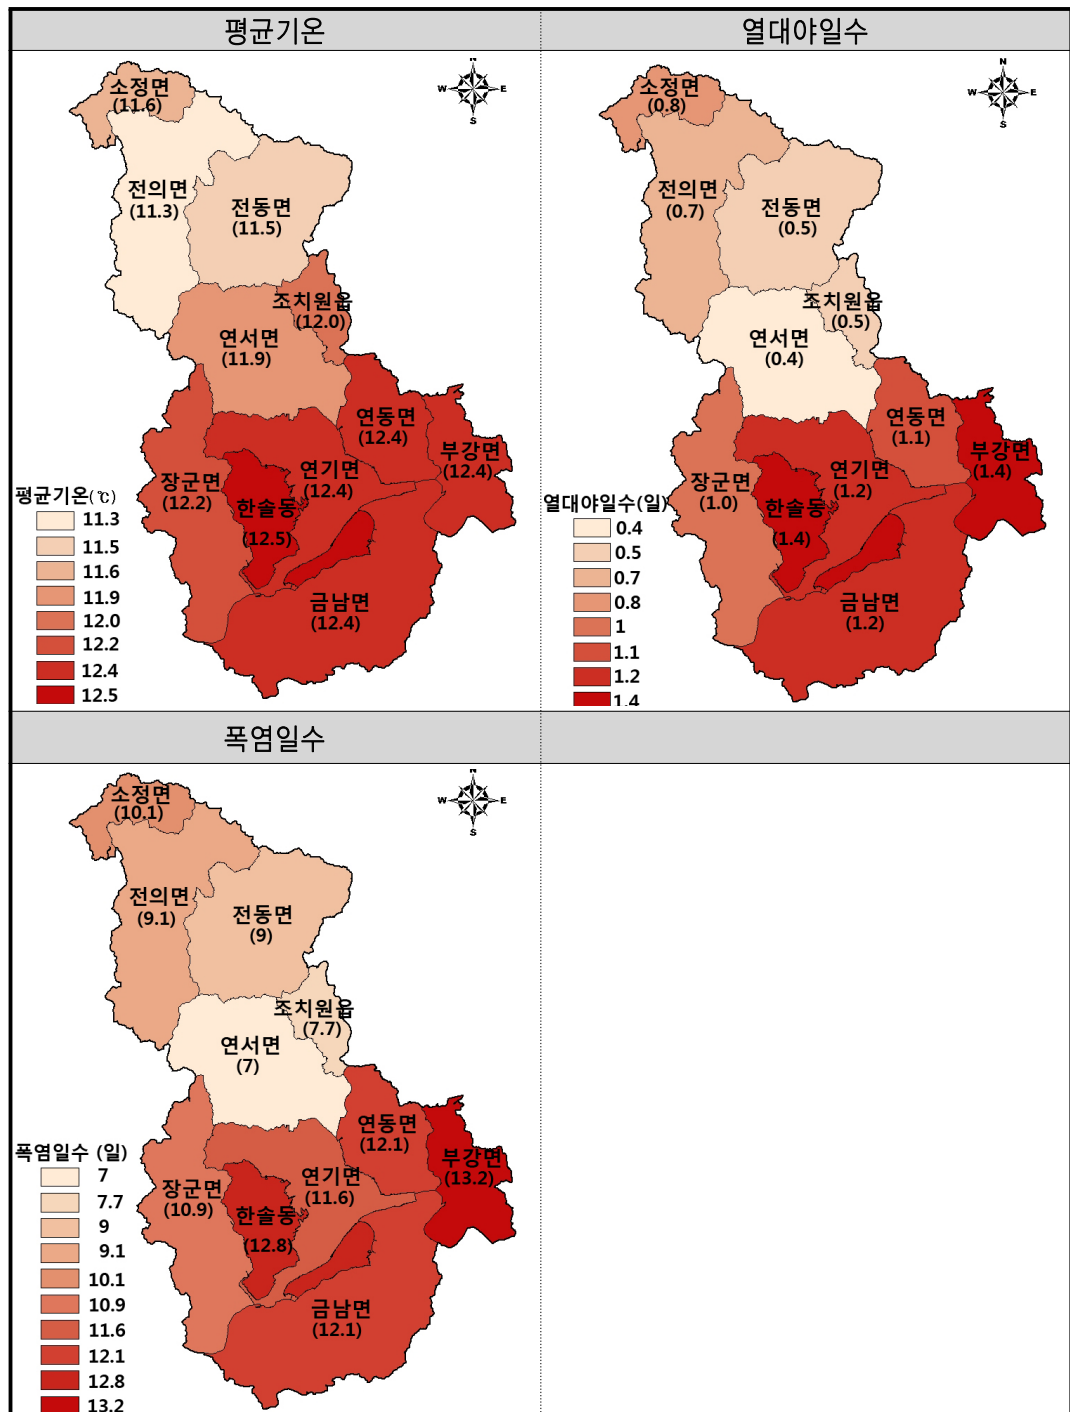 평균기온
열대야일수
N
W E
S
소정면
(11.6)
전의면
(11.3)
전동면
(11.5)
조치원읍
(12.0)
연서면
(11.9)
연동면
(12.4)
부강면
(12.4)
연기면
(12.4)
장군면
(12.2)
한솔동
(12.5)
금남면
(12.4)
평균기온(℃)
11.3
11.5
11.6
11.9
12.0
12.2
12.4
12.5
N
W E
S
소정면
(0.8)
전의면
(0.7)
전동면
(0.5)
조치원읍
(0.5)
연서면
(0.4)
연동면
(1.1)
부강면
(1.4)
연기면
(1.2)
장군면
(1.0)
한솔동
(1.4)
금남면
(1.2)
열대야일수(일)
0.4
0.5
0.7
0.8
1
1.1
1.2
1.4
폭염일수
N
W E
S
소정면
(10.1)
전의면
(9.1)
전동면
(9)
조치원읍
(7.7)
연서면
(7)
연동면
(12.1)
부강면
(13.2)
연기면
(11.6)
장군면
(10.9)
한솔동
(12.8)
금남면
(12.1)
폭염일수 (일)
7
7.7
9
9.1
10.1
10.9
11.6
12.1
12.8
13.2